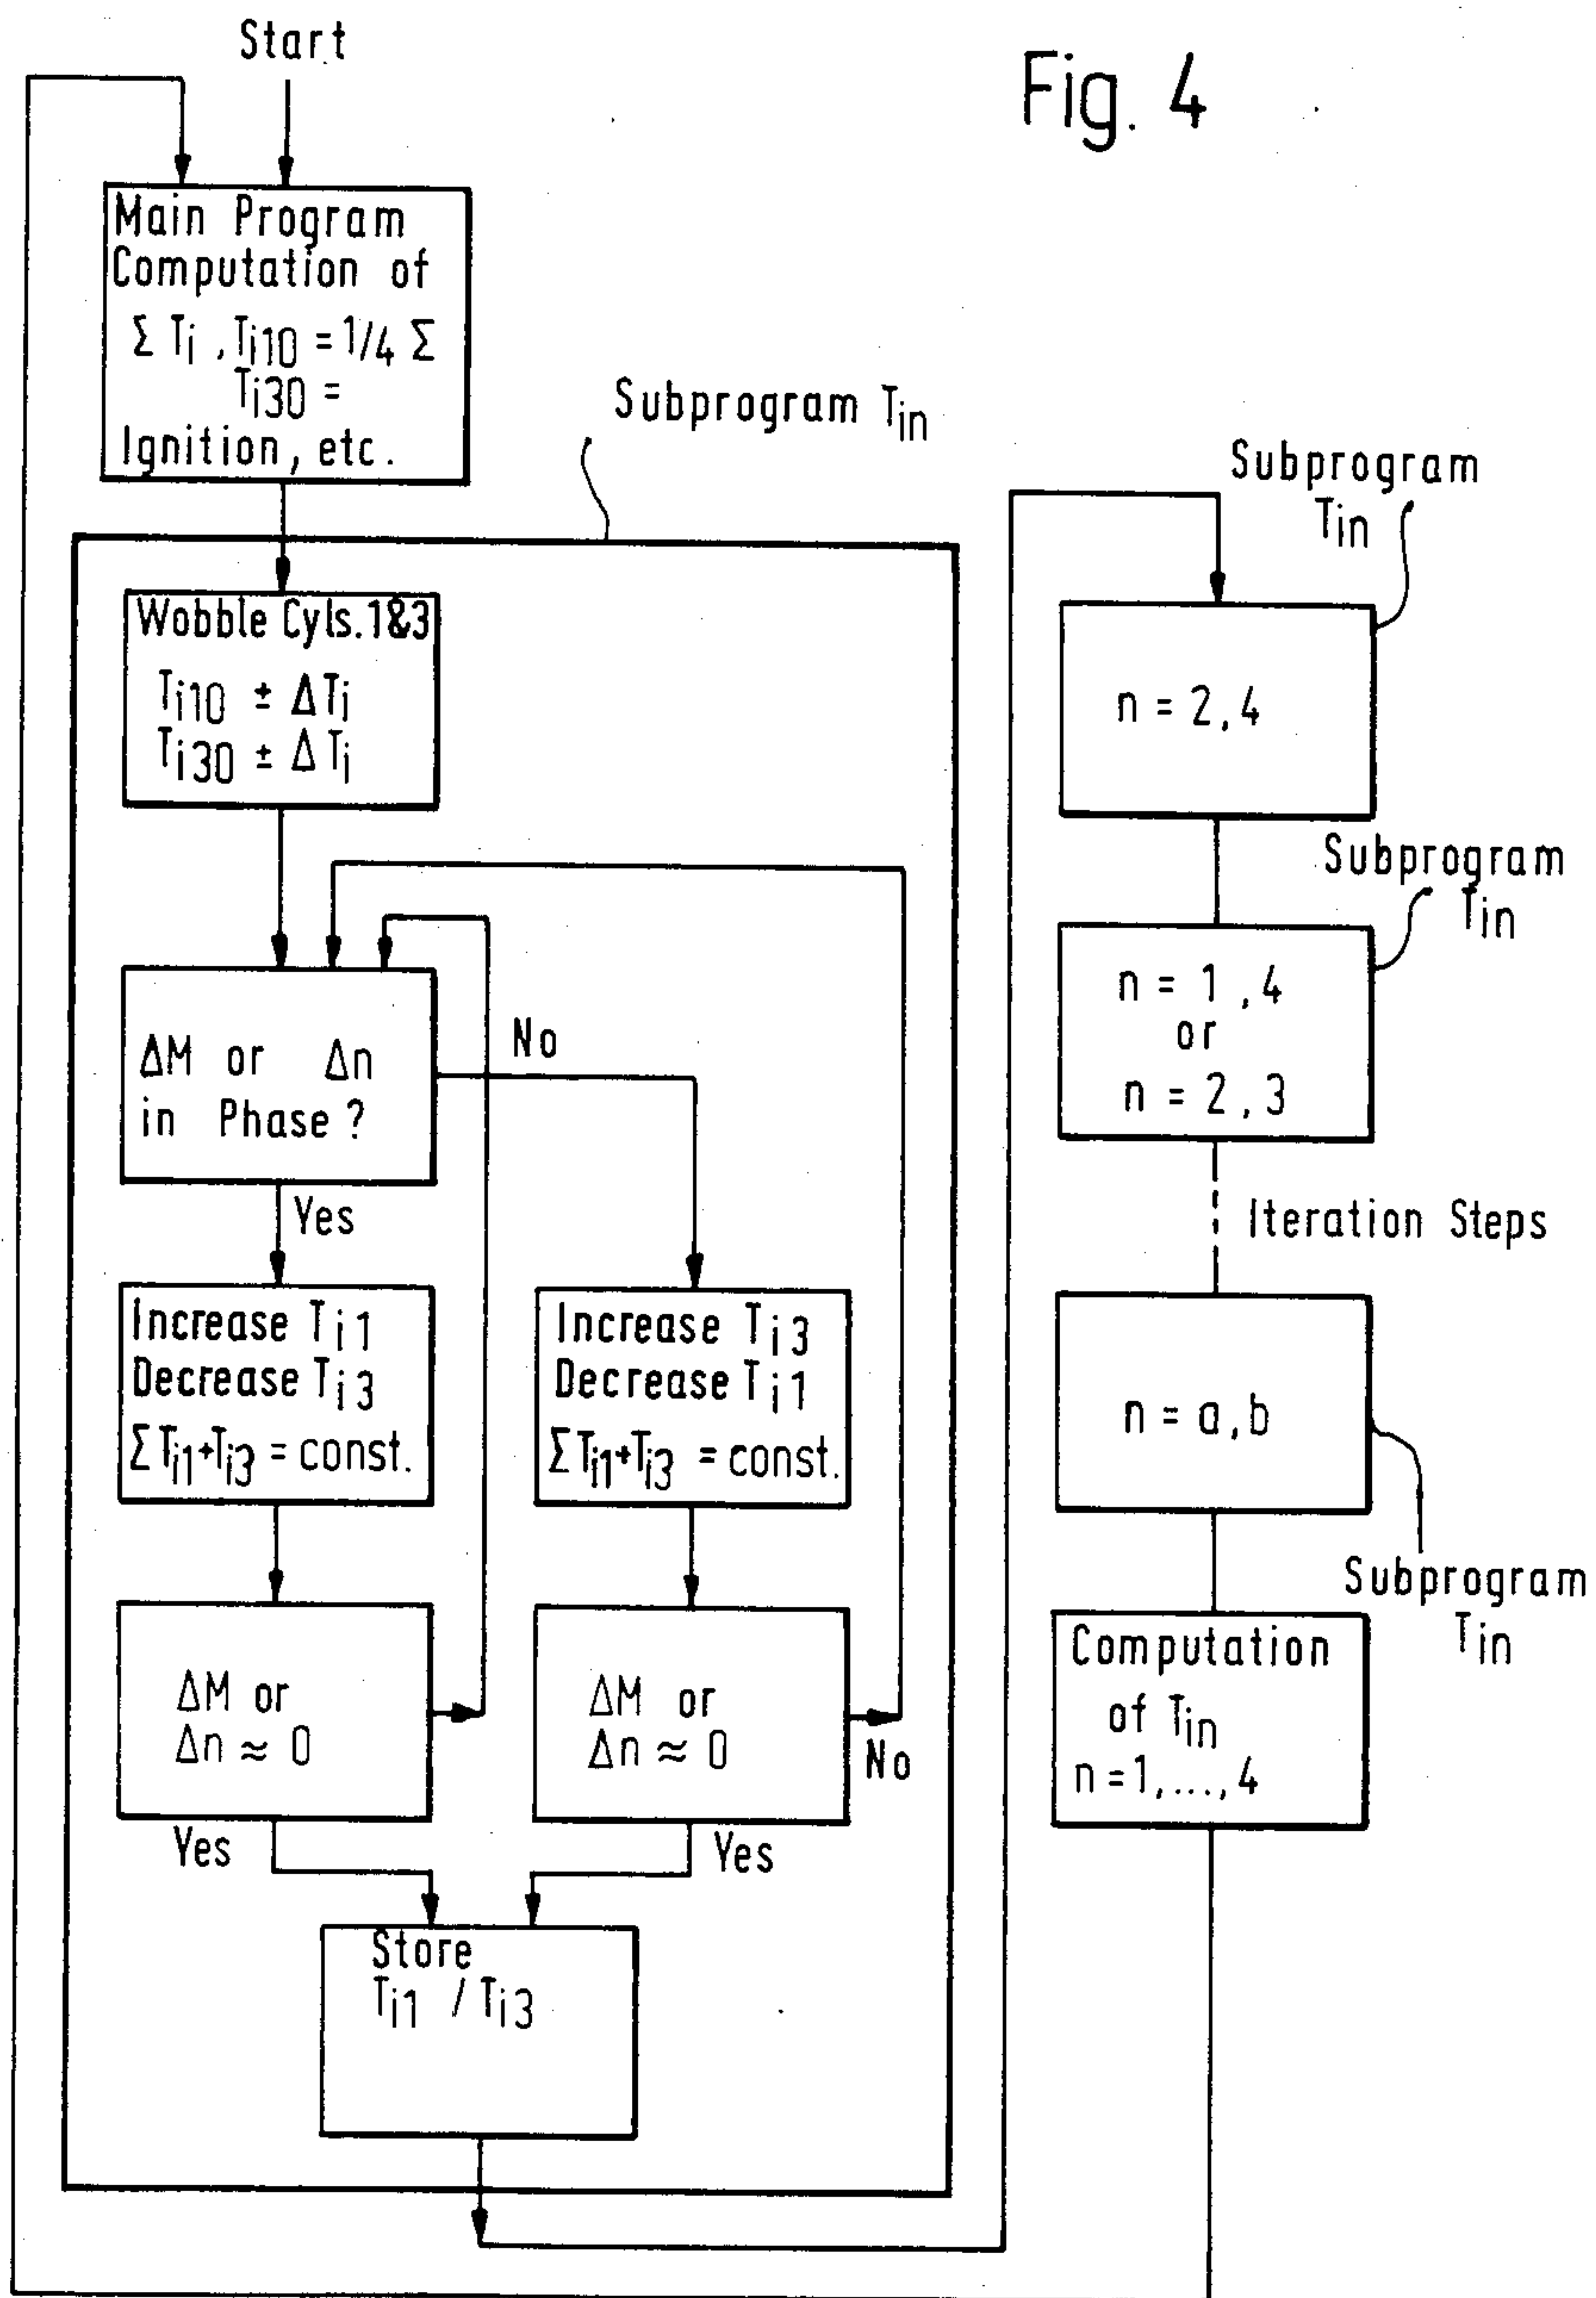 Start
Fig. 4
Main Program
Computation of
Σ Ti , Ti10 = 1/4 Σ
Ti30 =
Ignition, etc.
Subprogram Tin
Wobble Cyls. 1&3
Ti10 ± ΔTi
Ti30 ± ΔTi
ΔM or Δn
in Phase ?
No
Yes
Increase Ti1
Decrease Ti3
ΣTi1+Ti3 = const.
Increase Ti3
Decrease Ti1
ΣTi1+Ti3 = const.
ΔM or
Δn ≈ 0
ΔM or
Δn ≈ 0
No
Yes
Yes
Store
Ti1 / Ti3
Subprogram
Tin
n = 2,4
Subprogram
Tin
n = 1,4
or
n = 2,3
Iteration Steps
n = a,b
Subprogram
Tin
Computation
of Tin
n = 1,...,4